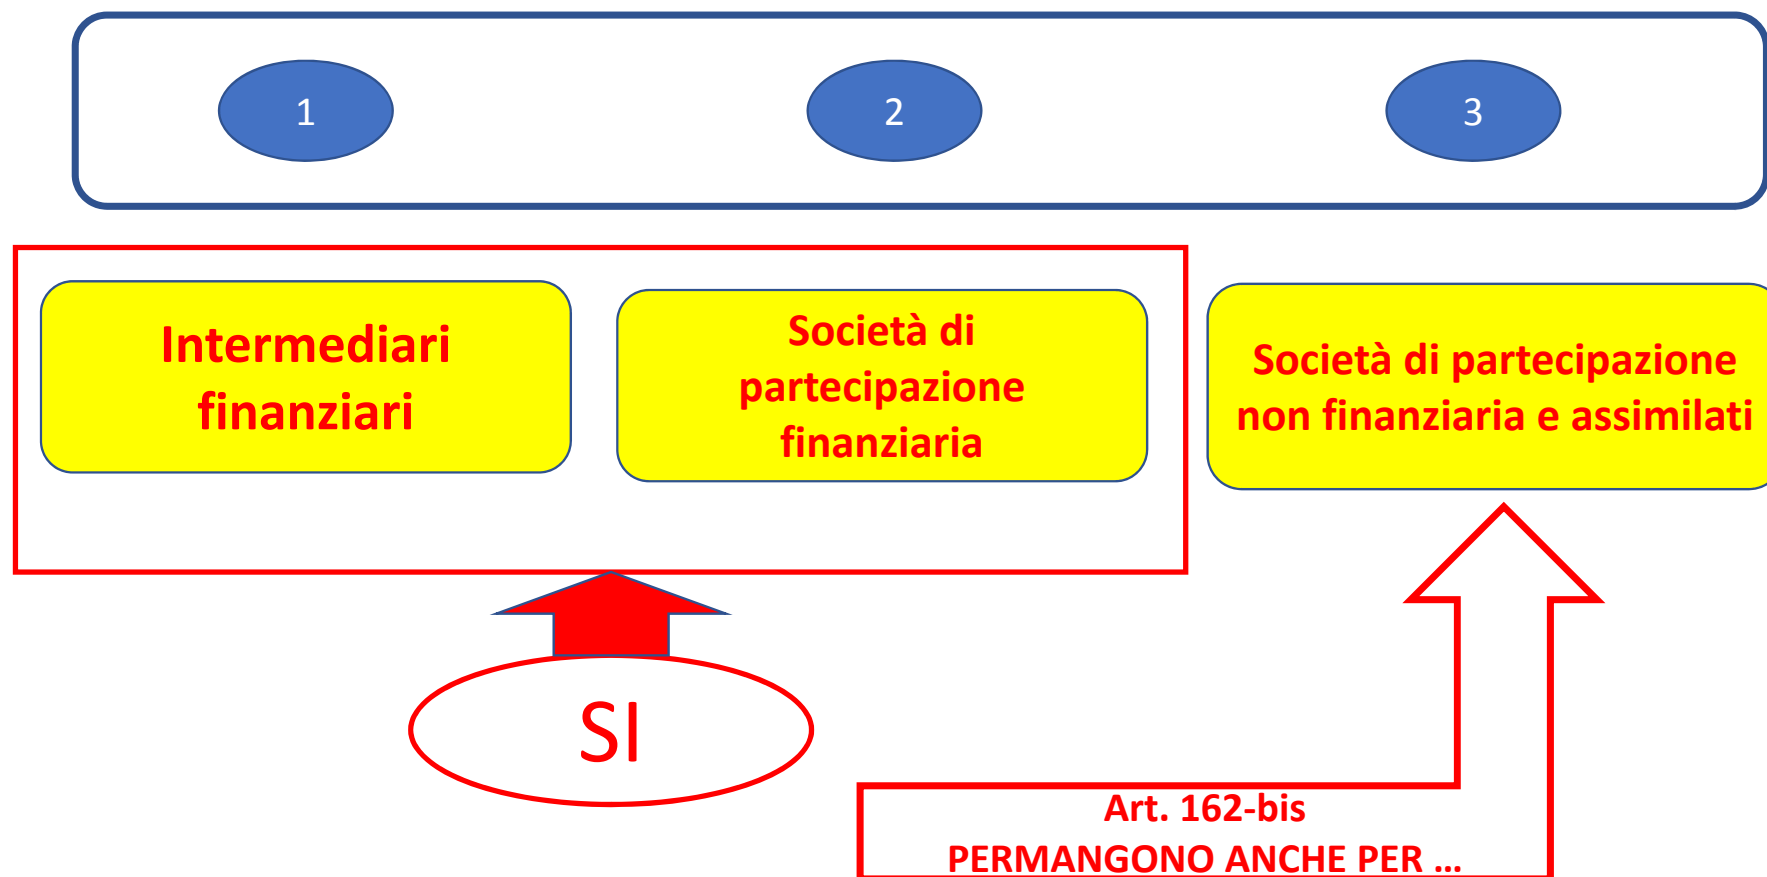 1
2
3
Intermediari
finanziari
Società di
partecipazione
finanziaria
Società di partecipazione
non finanziaria e assimilati
SI
Art. 162-bis
PERMANGONO ANCHE PER ...